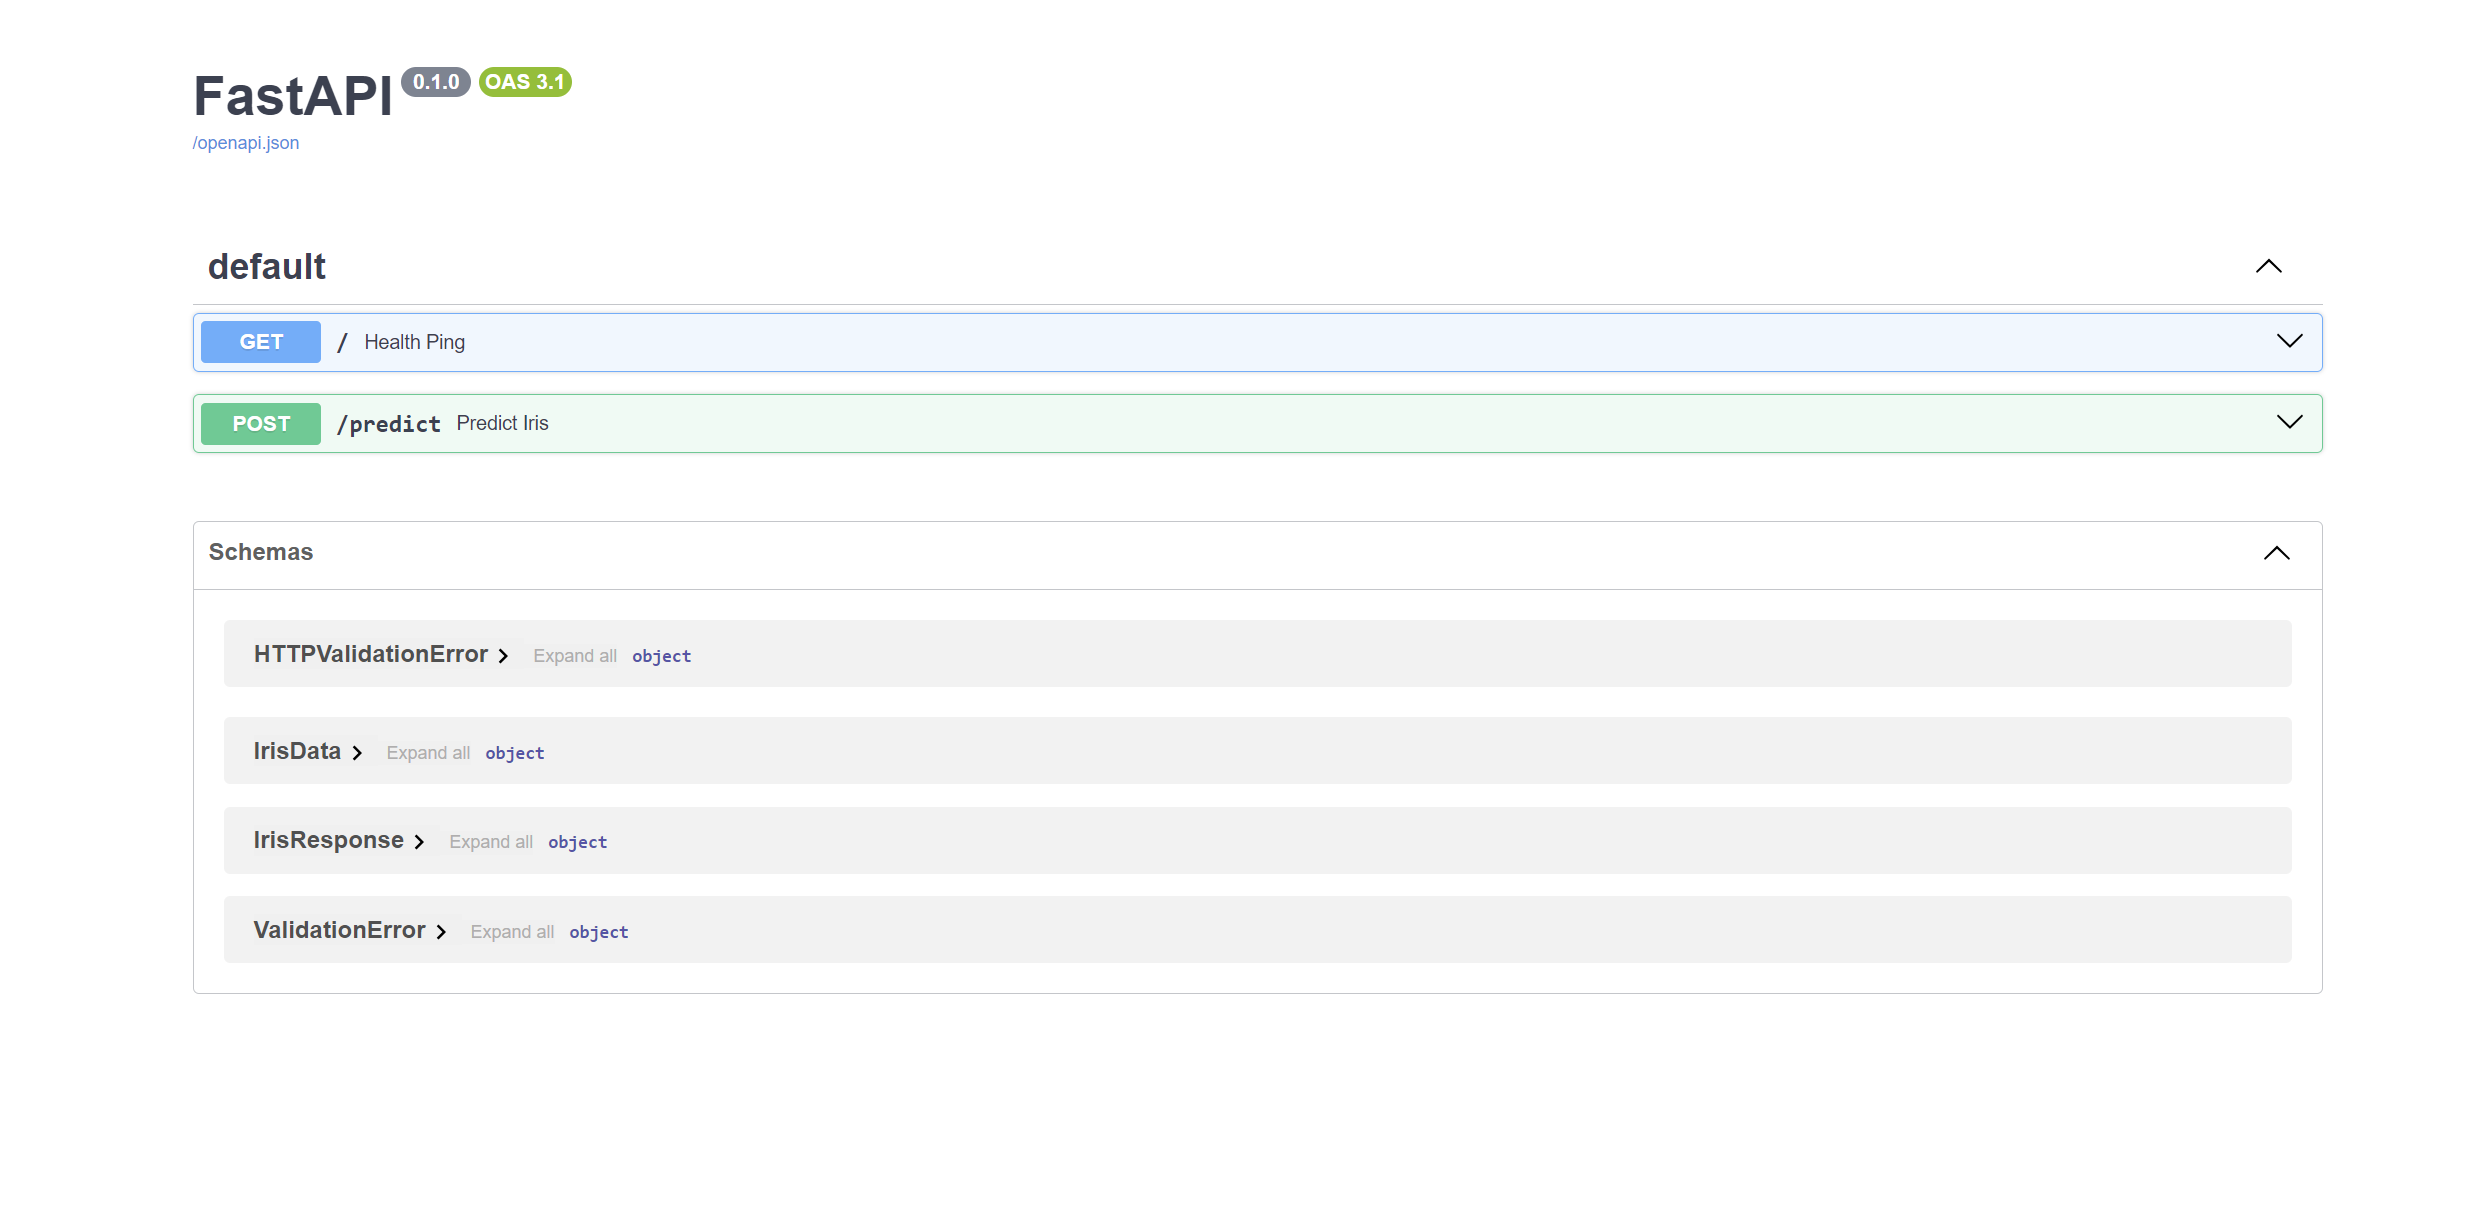 FastAPI 0.1.0 OAS 3.1
/openapi.json
default
GET / Health Ping
POST /predict Predict Iris
Schemas
HTTPValidationError Expand all object
IrisData Expand all object
IrisResponse Expand all object
ValidationError Expand all object